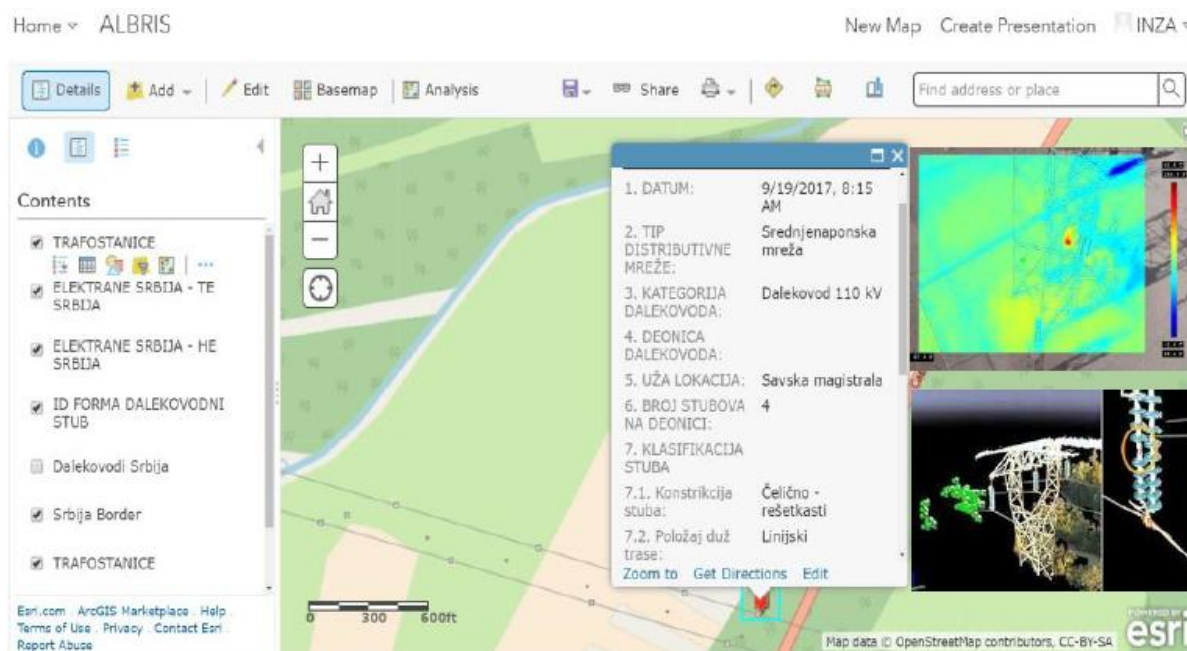 Home ALBRIS
New Map Create Presentation INZA
Details Add Edit Basemap Analysis Share Find address or place
Contents
TRAFOSTANICE
ELEKTRANE SRBIJA - TE
SRBIJA
ELEKTRANE SRBIJA - HE
SRBIJA
ID FORMA DALEKOVODNI
STUB
Dalekovodi Srbija
Srbija Border
TRAFOSTANICE
Esri.com . ArcGIS Marketplace . Help .
Terms of Use . Privacy . Contact Esri .
Report Abuse
1. DATUM: 9/19/2017, 8:15
AM
2. TIP Srednjenaponska
DISTRIBUTIVNE mreža
MREŽE:
3. KATEGORIJA Dalekovod 110 kV
DALEKOVODA:
4. DEONICA
DALEKOVODA:
5. UŽA LOKACIJA: Savska magistrala
6. BROJ STUBOVA 4
NA DEONICI:
7. KLASIFIKACIJA
STUBA
7.1. Konstrikcija Čelično -
stuba: rešetkasti
7.2. Položaj duž Linijski
trase:
Zoom to Get Directions Edit
0 300 600ft
Map data © OpenStreetMap contributors, CC-BY-SA
POWERED BY
esri